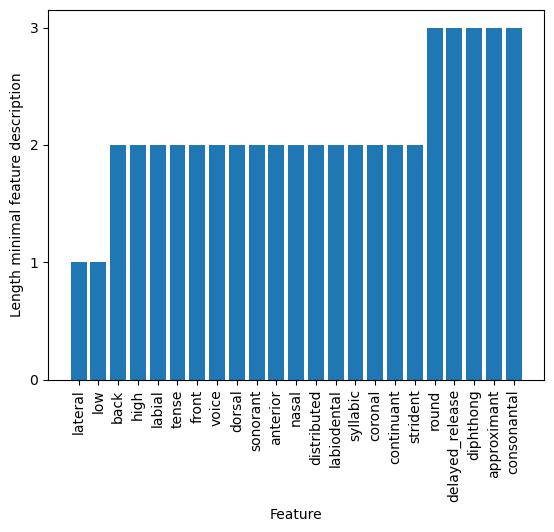 Length minimal feature description
3
2
1
0
lateral
low
back
high
labial
tense
front
voice
dorsal
sonorant
anterior
nasal
distributed
labiodental
syllabic
coronal
continuant
strident
round
delayed_release
diphthong
approximant
consonantal
Feature